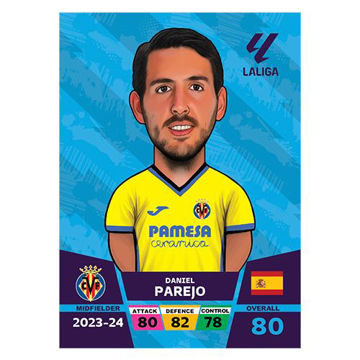 LALIGA
PAMESA
cerámica
DANIEL
PAREJO
MIDFIELDER
2023-24
ATTACK DEFENCE CONTROL
80 82 78
OVERALL
80